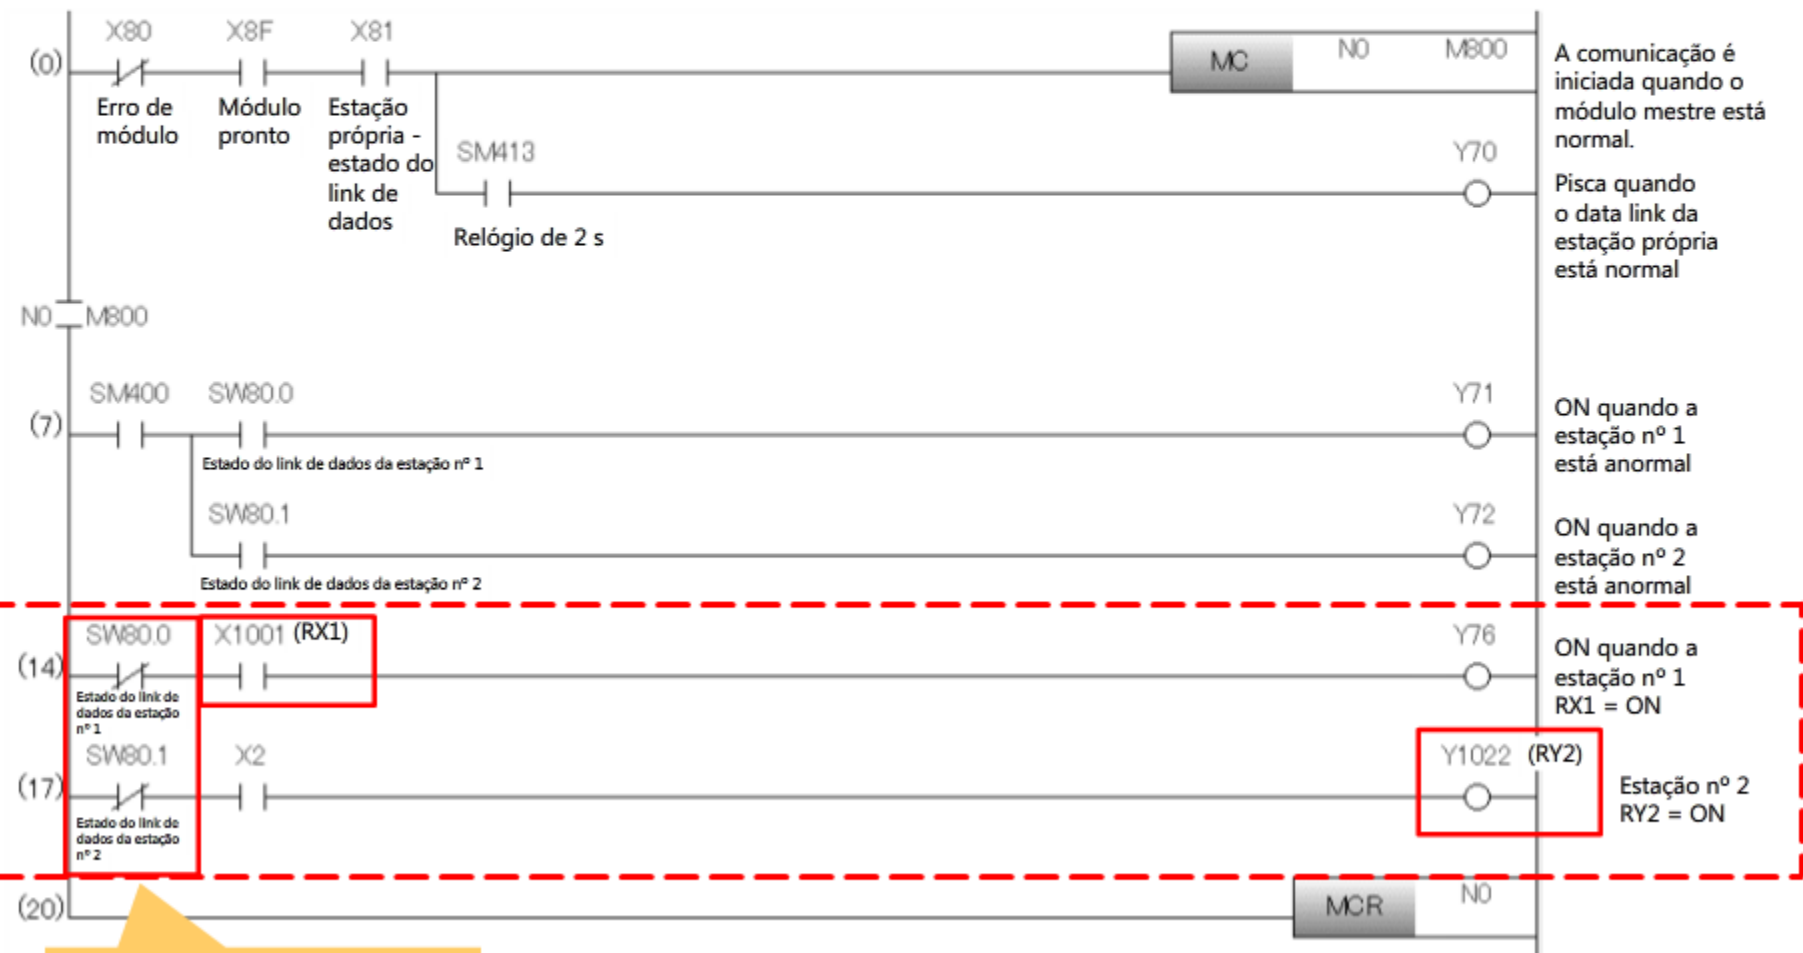 X80 X8F X81
(0)
MC N0 M800
Erro de
módulo
Módulo
pronto
Estação
própria -
estado do
link de
dados
A comunicação é
iniciada quando o
módulo mestre está
normal.
SM413 Y70
Relógio de 2 s
Pisca quando
o data link da
estação própria
está normal
N0 M800
SM400 SW80.0 Y71
(7)
Estado do link de dados da estação nº 1
ON quando a
estação nº 1
está anormal
SW80.1 Y72
Estado do link de dados da estação nº 2
ON quando a
estação nº 2
está anormal
SW80.0 X1001 (RX1) Y76
(14)
Estado do link de
dados da estação
nº 1
ON quando a
estação nº 1
RX1 = ON
SW80.1 X2 Y1022 (RY2)
(17)
Estado do link de
dados da estação
nº 2
Estação nº 2
RY2 = ON
(20)
MCR N0